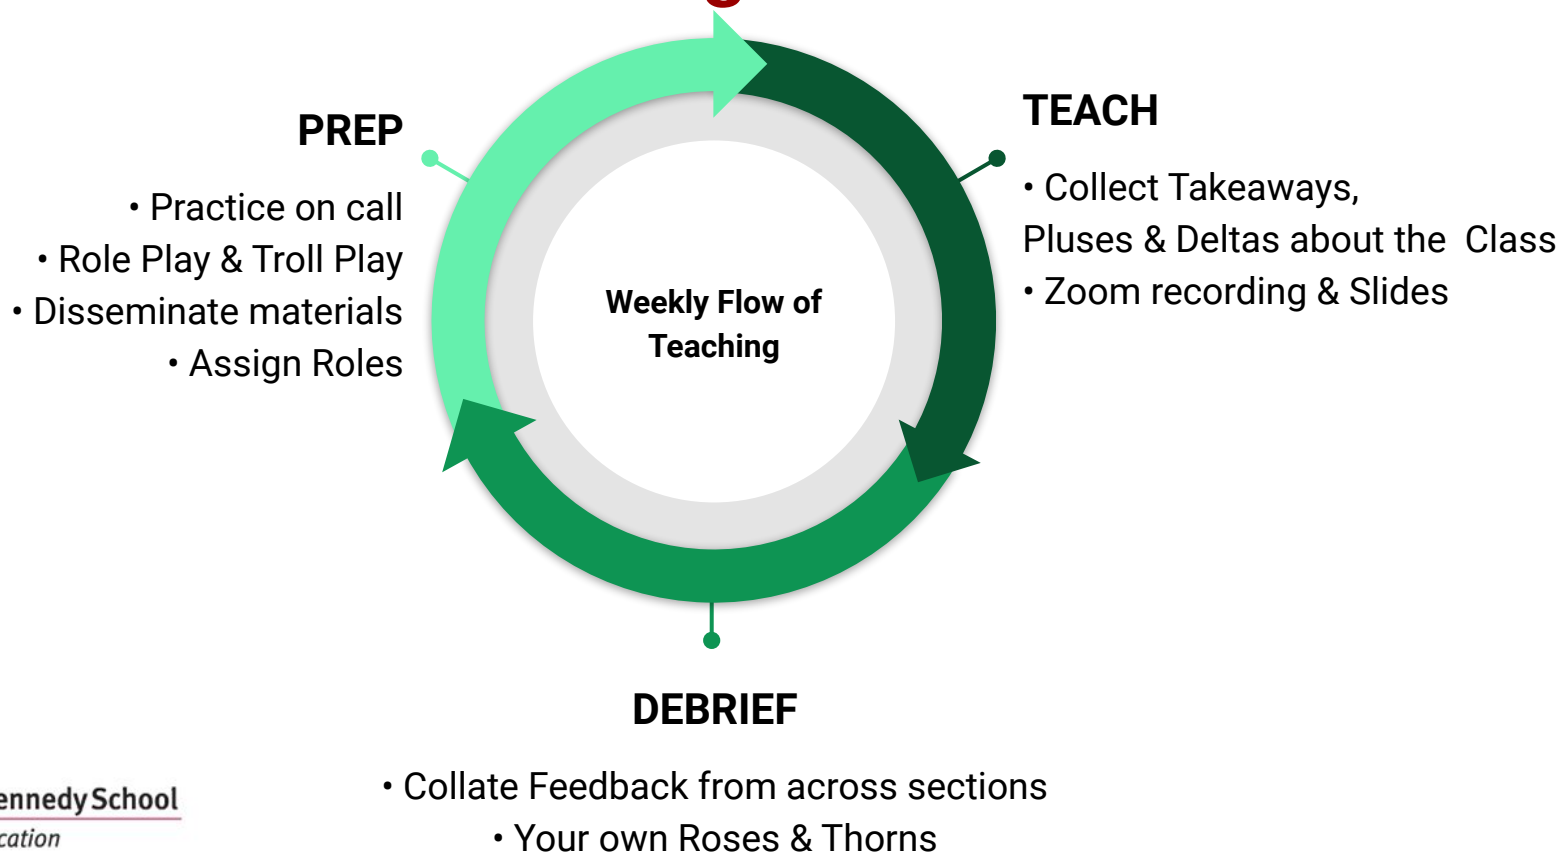 PREP
• Practice on call
• Role Play & Troll Play
• Disseminate materials
• Assign Roles
TEACH
• Collect Takeaways,
Pluses & Deltas about the  Class
• Zoom recording & Slides
Weekly Flow of
Teaching
DEBRIEF
• Collate Feedback from across sections
• Your own Roses & Thorns
School